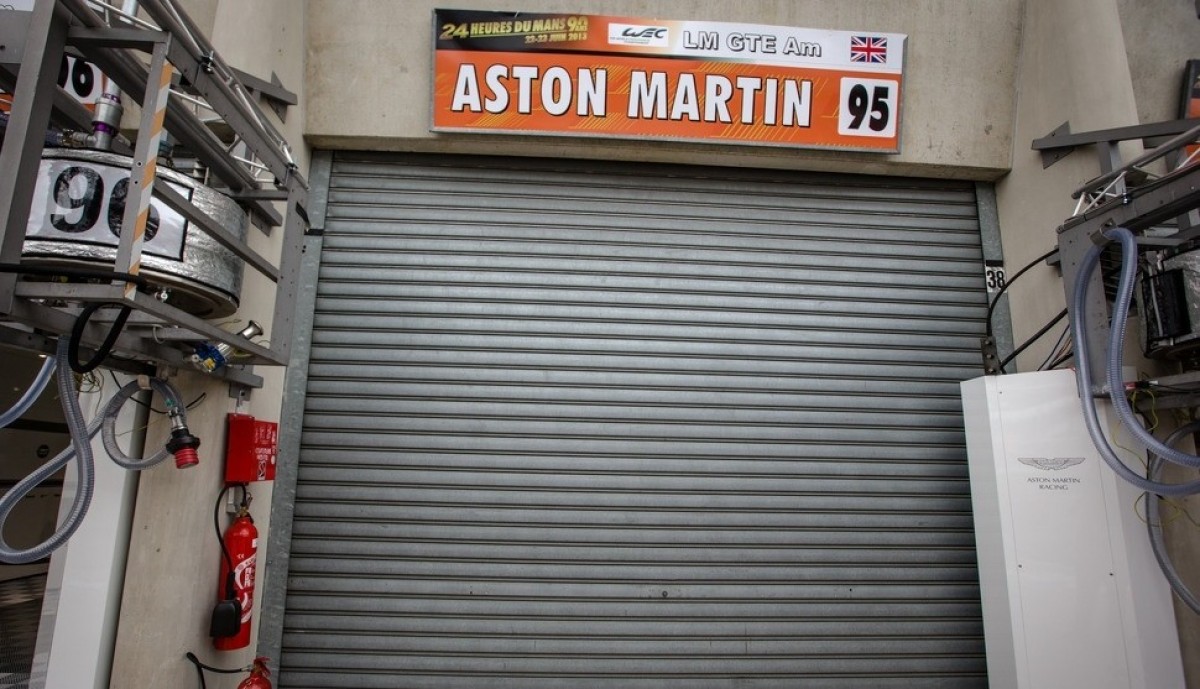 24 HEURES DU MANS 90
22-23 JUIN 2013
WEC
LM GTE Am
ASTON MARTIN
95
96
38
ASTON MARTIN
RACING